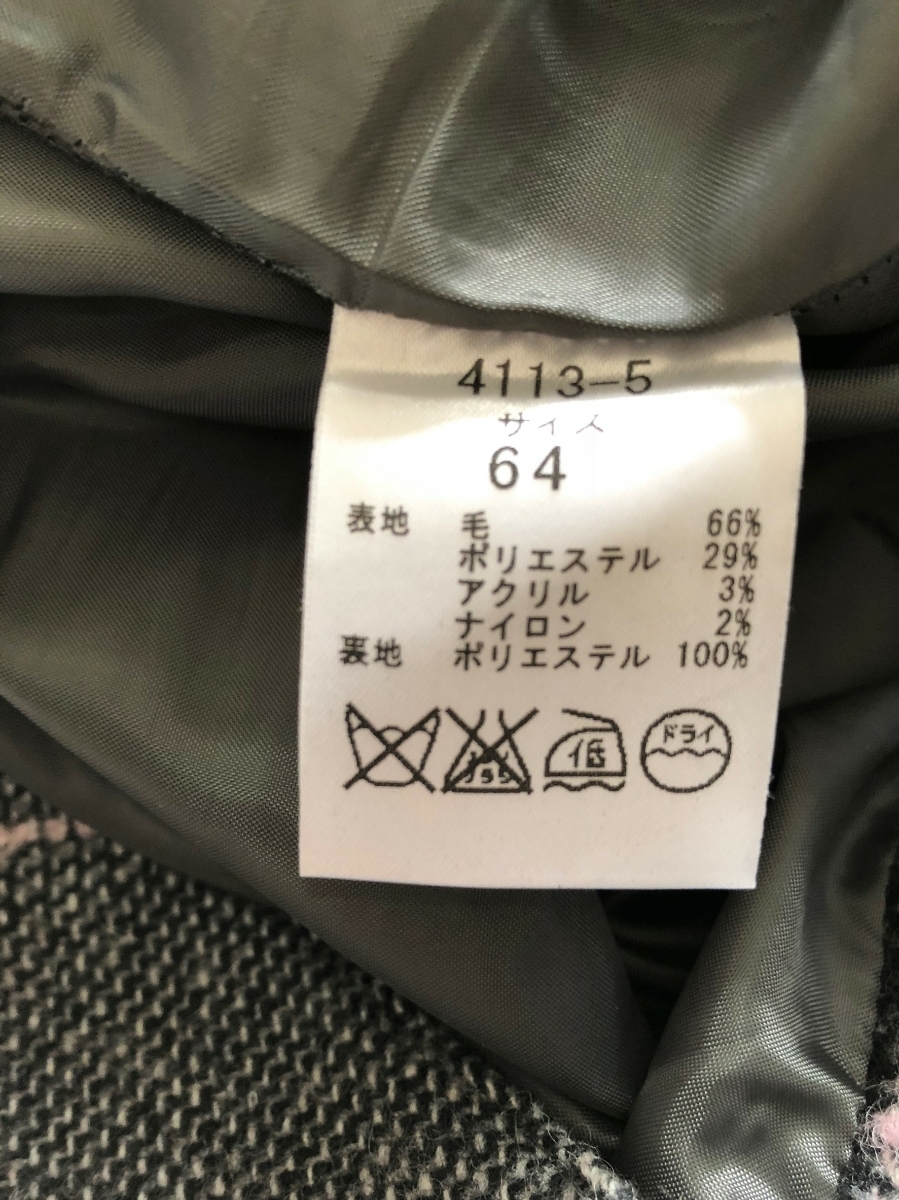 4113-5
サイズ
64
表地 毛 66%
ポリエステル 29%
アクリル 3%
ナイロン 2%
裏地 ポリエステル 100%
低 ドライ